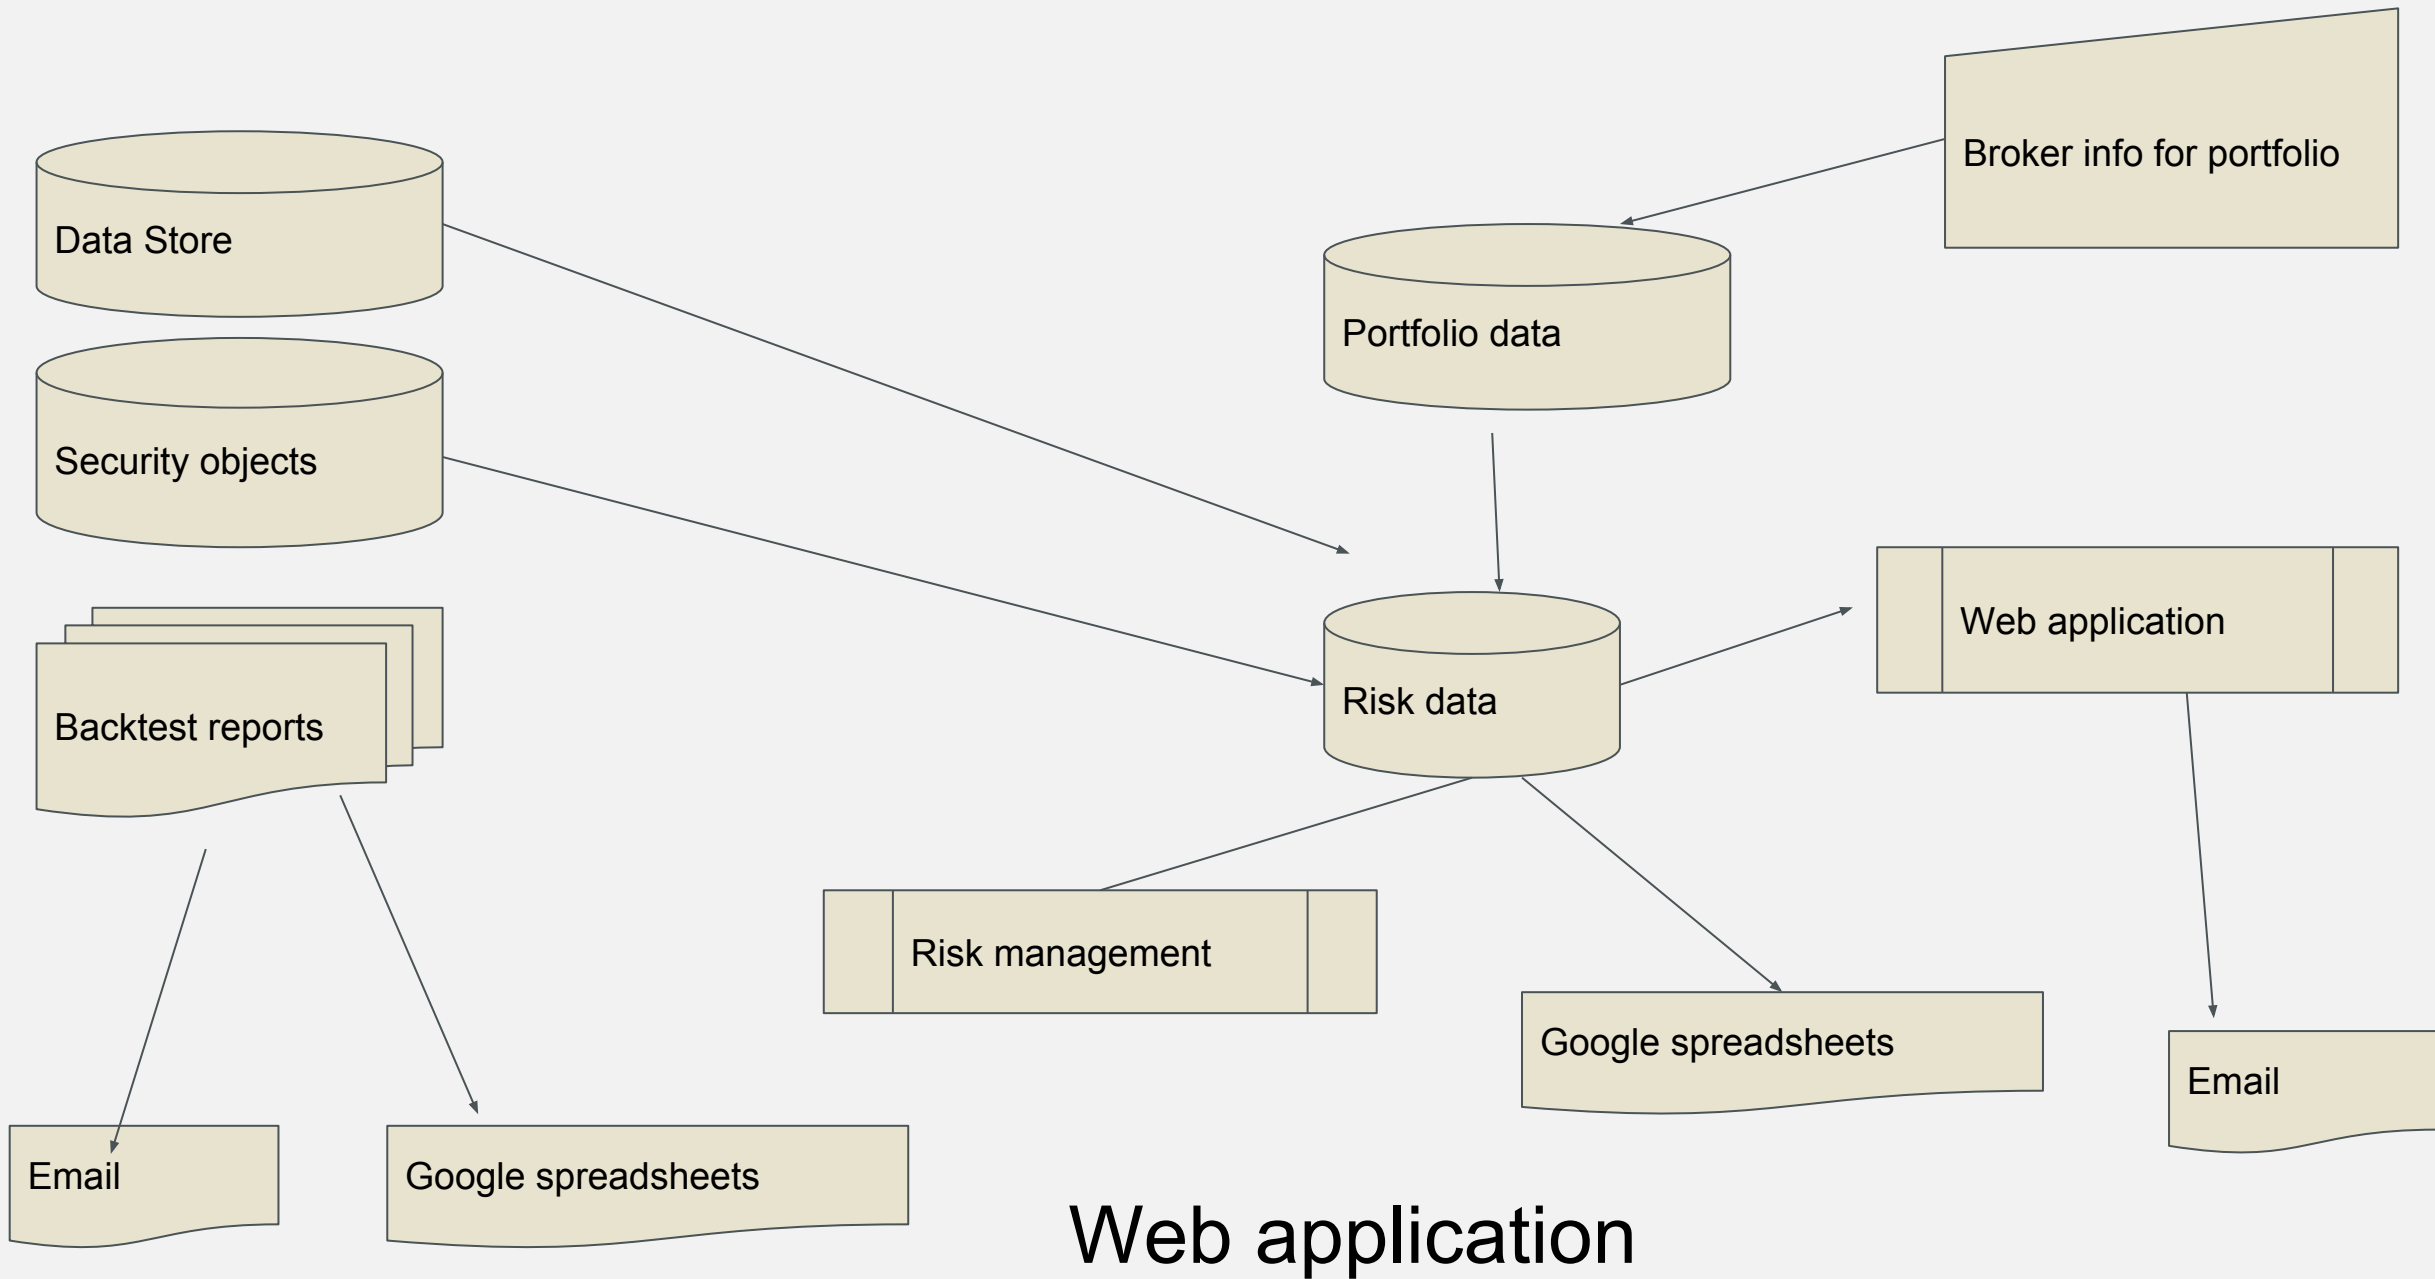 Broker info for portfolio
Data Store
Portfolio data
Security objects
Web application
Risk data
Backtest reports
Risk management
Google spreadsheets
Email
Email
Google spreadsheets
Web application